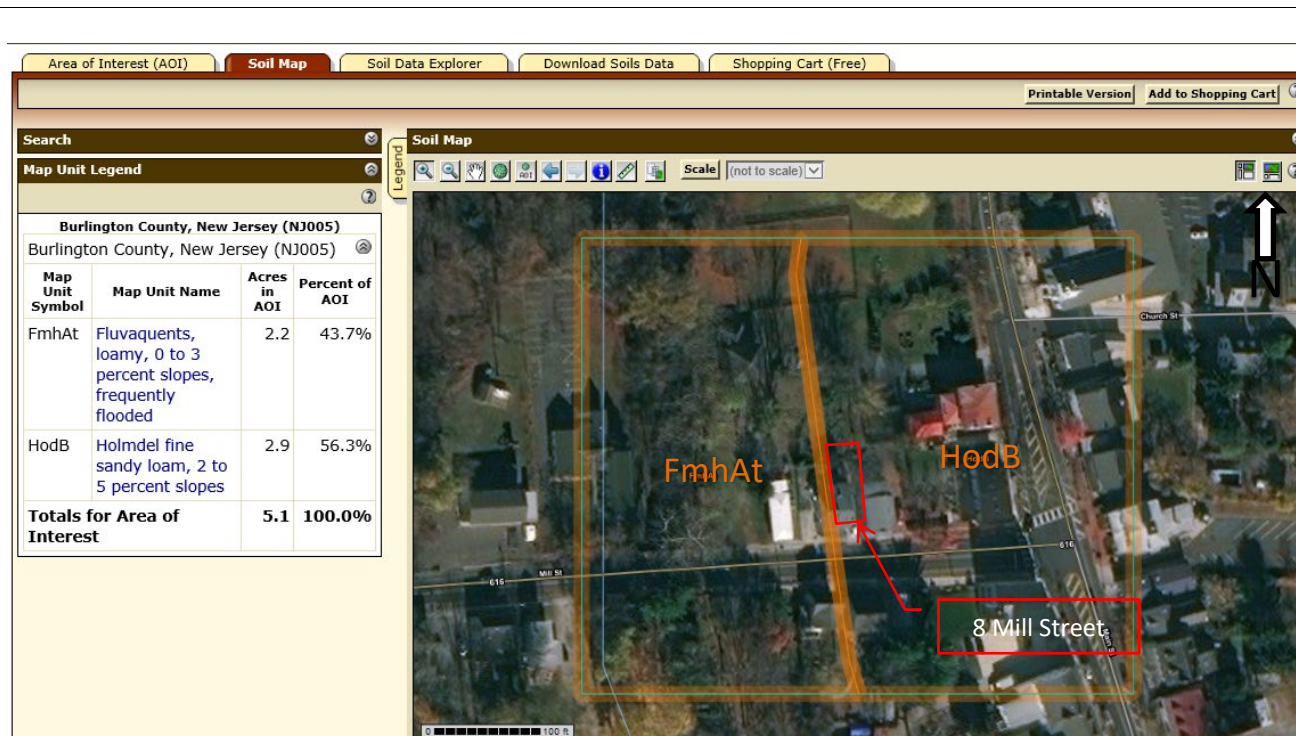 Area of Interest (AOI) Soil Map Soil Data Explorer Download Soils Data Shopping Cart (Free)
Printable Version Add to Shopping Cart
Search
Map Unit Legend
Burlington County, New Jersey (NJ005)
Burlington County, New Jersey (NJ005)
Map Unit Symbol Map Unit Name Acres in AOI Percent of AOI
FmhAt Fluvaquents, 2.2 43.7%
loamy, 0 to 3
percent slopes,
frequently
flooded
HodB Holmdel fine 2.9 56.3%
sandy loam, 2 to
5 percent slopes
Totals for Area of 5.1 100.0%
Interest
Legend
Soil Map
AOI
Scale (not to scale)
N
Church St
FmhAt
HodB
616
Mill St
616
8 Mill Street
Main St
0 100 ft